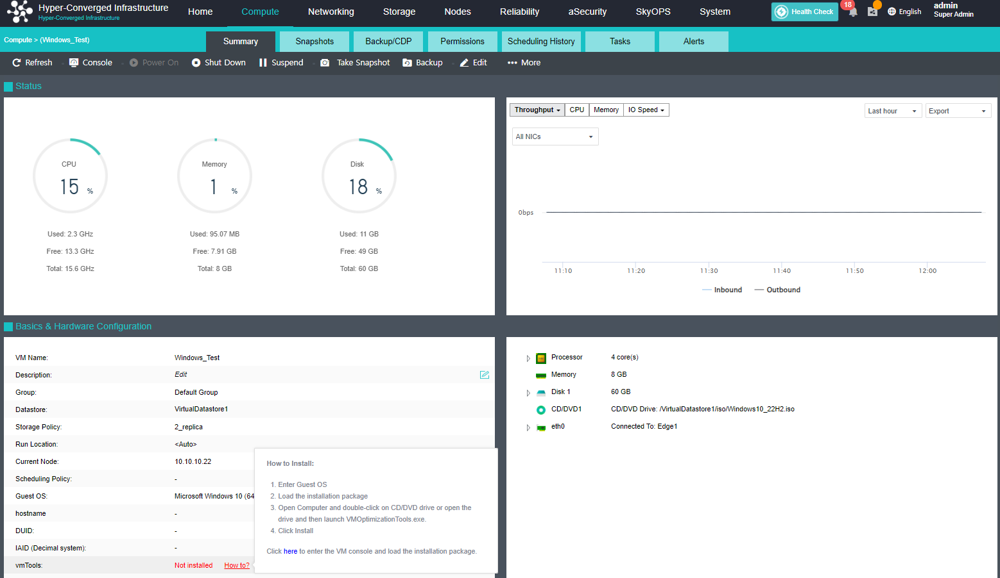 Hyper-Converged Infrastructure
Hyper-Converged Infrastructure
Home
Compute
Networking
Storage
Nodes
Reliability
aSecurity
SkyOPS
System
Health Check
18
English
admin
Super Admin
Compute > (Windows_Test)
Summary
Snapshots
Backup/CDP
Permissions
Scheduling History
Tasks
Alerts
Refresh
Console
Power On
Shut Down
Suspend
Take Snapshot
Backup
Edit
More
Status
CPU
15 %
Used: 2.3 GHz
Free: 13.3 GHz
Total: 15.6 GHz
Memory
1 %
Used: 95.07 MB
Free: 7.91 GB
Total: 8 GB
Disk
18 %
Used: 11 GB
Free: 49 GB
Total: 60 GB
Throughput
CPU
Memory
IO Speed
Last hour
Export
All NICs
0bps
11:10
11:20
11:30
11:40
11:50
12:00
Inbound
Outbound
Basics & Hardware Configuration
VM Name: Windows_Test
Description: Edit
Group: Default Group
Datastore: VirtualDatastore1
Storage Policy: 2_replica
Run Location: <Auto>
Current Node: 10.10.10.22
Scheduling Policy: -
Guest OS: Microsoft Windows 10 (64
hostname -
DUID: -
IAID (Decimal system): -
vmTools: Not installed How to?
How to Install:
1. Enter Guest OS
2. Load the installation package
3. Open Computer and double-click on CD/DVD drive or open the
drive and then launch VMOptimizationTools.exe.
4. Click Install
Click here to enter the VM console and load the installation package.
Processor 4 core(s)
Memory 8 GB
Disk 1 60 GB
CD/DVD1 CD/DVD Drive: /VirtualDatastore1/iso/Windows10_22H2.iso
eth0 Connected To: Edge1